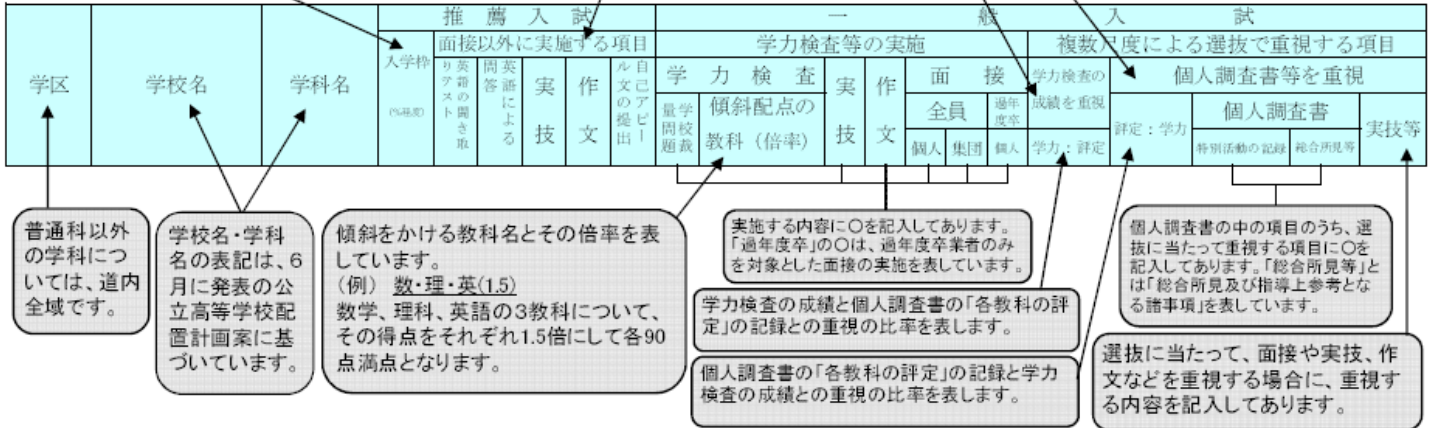 推薦入試
一般入試
学区
学校名
学科名
入学枠
(%程度)
面接以外に実施する項目
英語の聞き取
りテスト
英語による
問答
実技
作文
自己アピー
ル文の提出
学力検査等の実施
学力検査
学校裁
量問題
傾斜配点の
教科（倍率）
実技
作文
面接
全員
過年
度卒
個人
集団
個人
複数尺度による選抜で重視する項目
学力検査の
成績を重視
学力：評定
個人調査書等を重視
評定：学力
個人調査書
特別活動の記録
総合所見等
実技等
普通科以外
の学科につ
いては、道内
全域です。
学校名・学科
名の表記は、6
月に発表の公
立高等学校配
置計画案に基
づいています。
傾斜をかける教科名とその倍率を表
しています。
（例） 数・理・英(1.5)
数学、理科、英語の3教科について、
その得点をそれぞれ1.5倍にして各90
点満点となります。
実施する内容に○を記入してあります。
「過年度卒」の○は、過年度卒業者のみ
を対象とした面接の実施を表しています。
学力検査の成績と個人調査書の「各教科の評
定」の記録との重視の比率を表します。
個人調査書の「各教科の評定」の記録と学力
検査の成績との重視の比率を表します。
個人調査書の中の項目のうち、選
抜に当たって重視する項目に○を
記入してあります。「総合所見等」と
は「総合所見及び指導上参考とな
る諸事項」を表しています。
選抜に当たって、面接や実技、作
文などを重視する場合に、重視す
る内容を記入してあります。